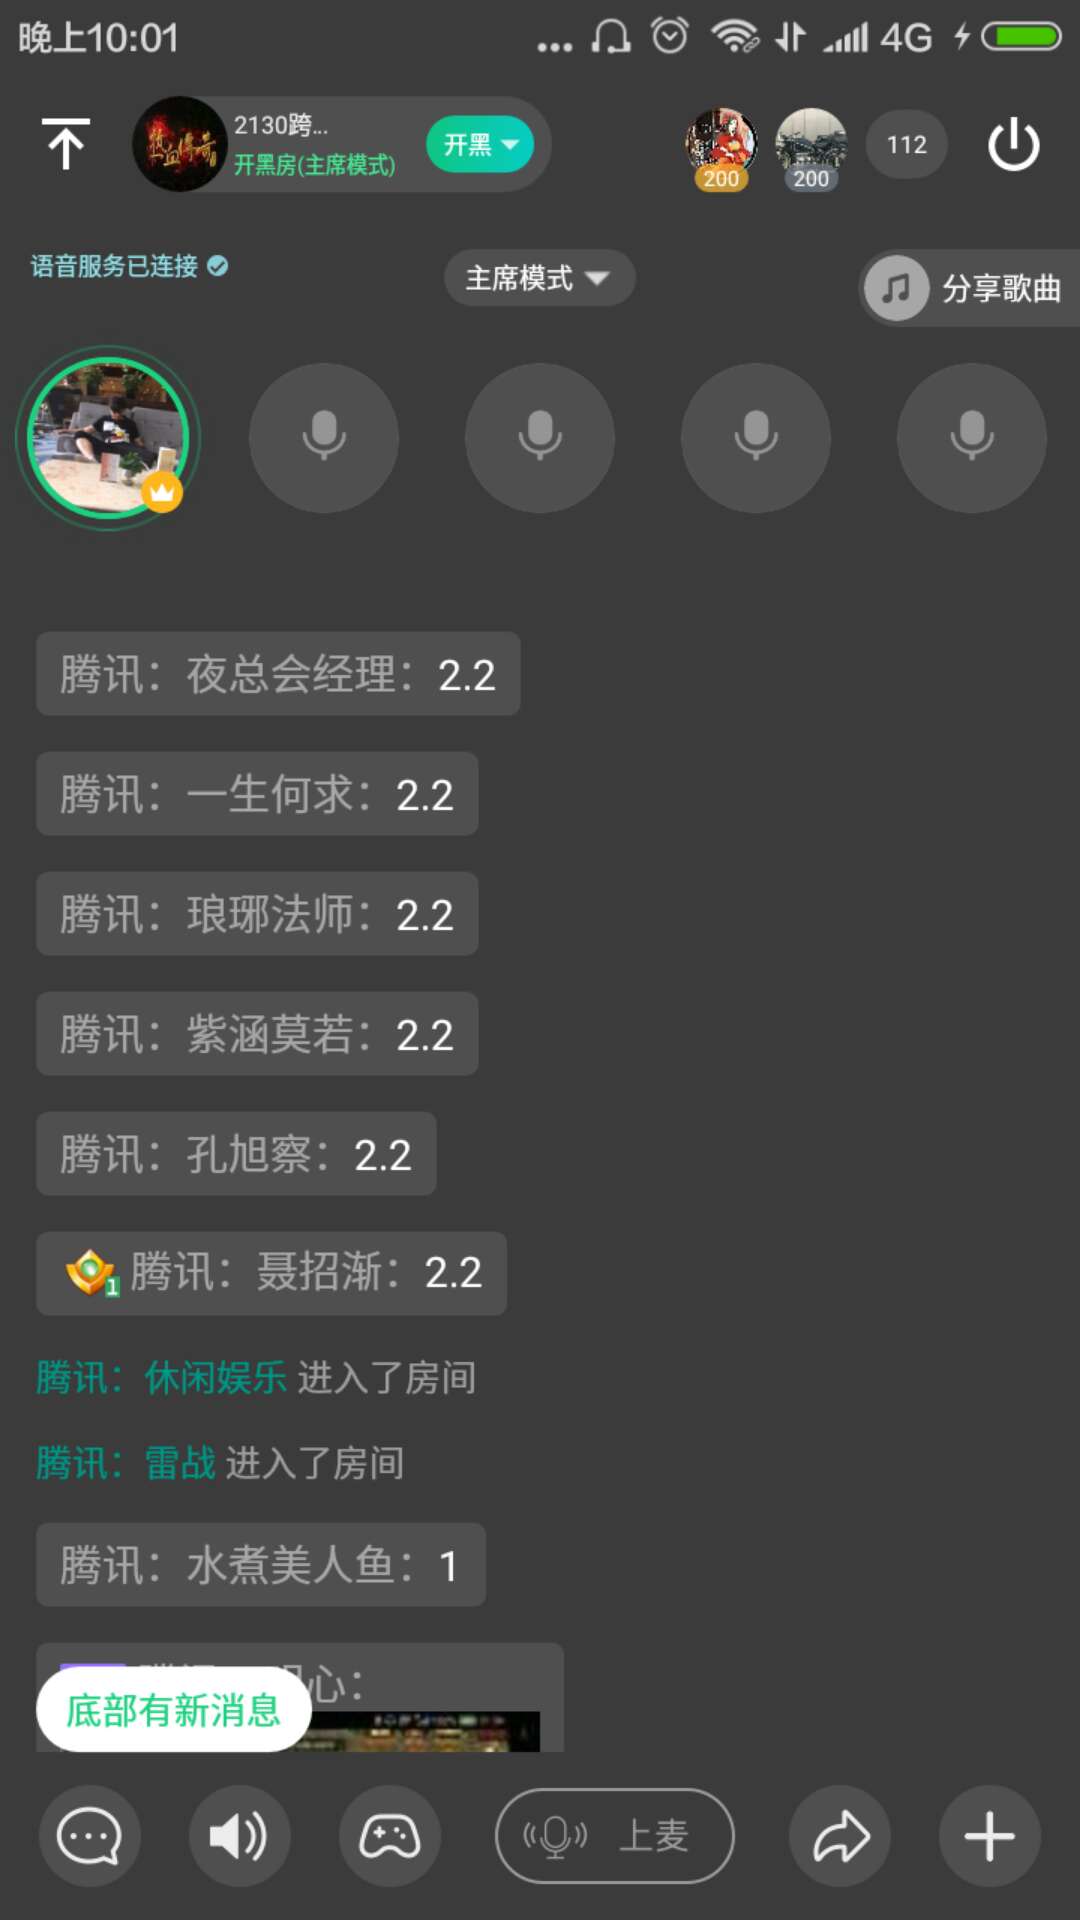 晚上10:01
4G
热血传奇
2130跨...
开黑房(主席模式)
开黑
200
200
112
语音服务已连接
主席模式
分享歌曲
腾讯：夜总会经理：2.2
腾讯：一生何求：2.2
腾讯：琅琊法师：2.2
腾讯：紫涵莫若：2.2
腾讯：孔旭察：2.2
1 腾讯：聂招渐：2.2
腾讯：休闲娱乐 进入了房间
腾讯：雷战 进入了房间
腾讯：水煮美人鱼：1
心：
底部有新消息
上麦